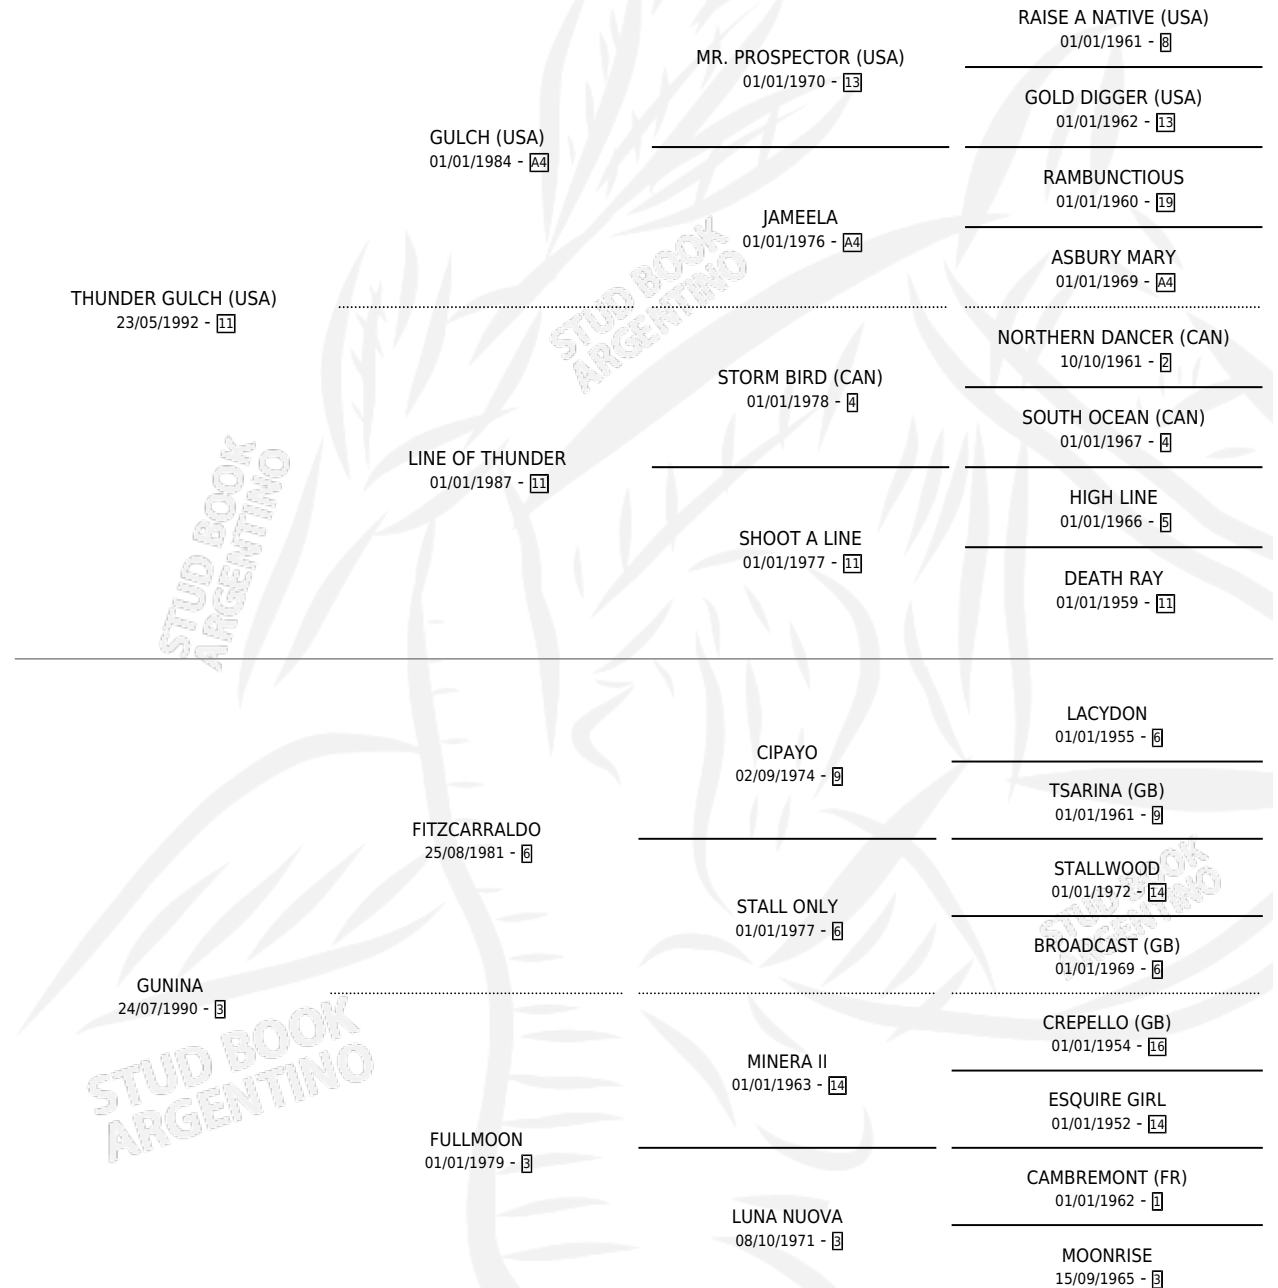 RAISE A NATIVE (USA)
01/01/1961 - 8
MR. PROSPECTOR (USA)
01/01/1970 - 13
GOLD DIGGER (USA)
01/01/1962 - 13
GULCH (USA)
01/01/1984 - A4
RAMBUNCTIOUS
01/01/1960 - 19
JAMEELA
01/01/1976 - A4
ASBURY MARY
01/01/1969 - A4
THUNDER GULCH (USA)
23/05/1992 - 11
NORTHERN DANCER (CAN)
10/10/1961 - 2
STORM BIRD (CAN)
01/01/1978 - 4
SOUTH OCEAN (CAN)
01/01/1967 - 4
LINE OF THUNDER
01/01/1987 - 11
HIGH LINE
01/01/1966 - 5
SHOOT A LINE
01/01/1977 - 11
DEATH RAY
01/01/1959 - 11
STUD BOOK
ARGENTINO
STUD BOOK
ARGENTINO
LACYDON
01/01/1955 - 6
CIPAYO
02/09/1974 - 9
TSARINA (GB)
01/01/1961 - 9
FITZCARRALDO
25/08/1981 - 6
STALLWOOD
01/01/1972 - 14
STALL ONLY
01/01/1977 - 6
BROADCAST (GB)
01/01/1969 - 6
GUNINA
24/07/1990 - 3
CREPELLO (GB)
01/01/1954 - 16
MINERA II
01/01/1963 - 14
ESQUIRE GIRL
01/01/1952 - 14
FULLMOON
01/01/1979 - 3
CAMBREMONT (FR)
01/01/1962 - 1
LUNA NUOVA
08/10/1971 - 3
MOONRISE
15/09/1965 - 3
STUD BOOK
ARGENTINO
STUD BOOK
ARGENTINO